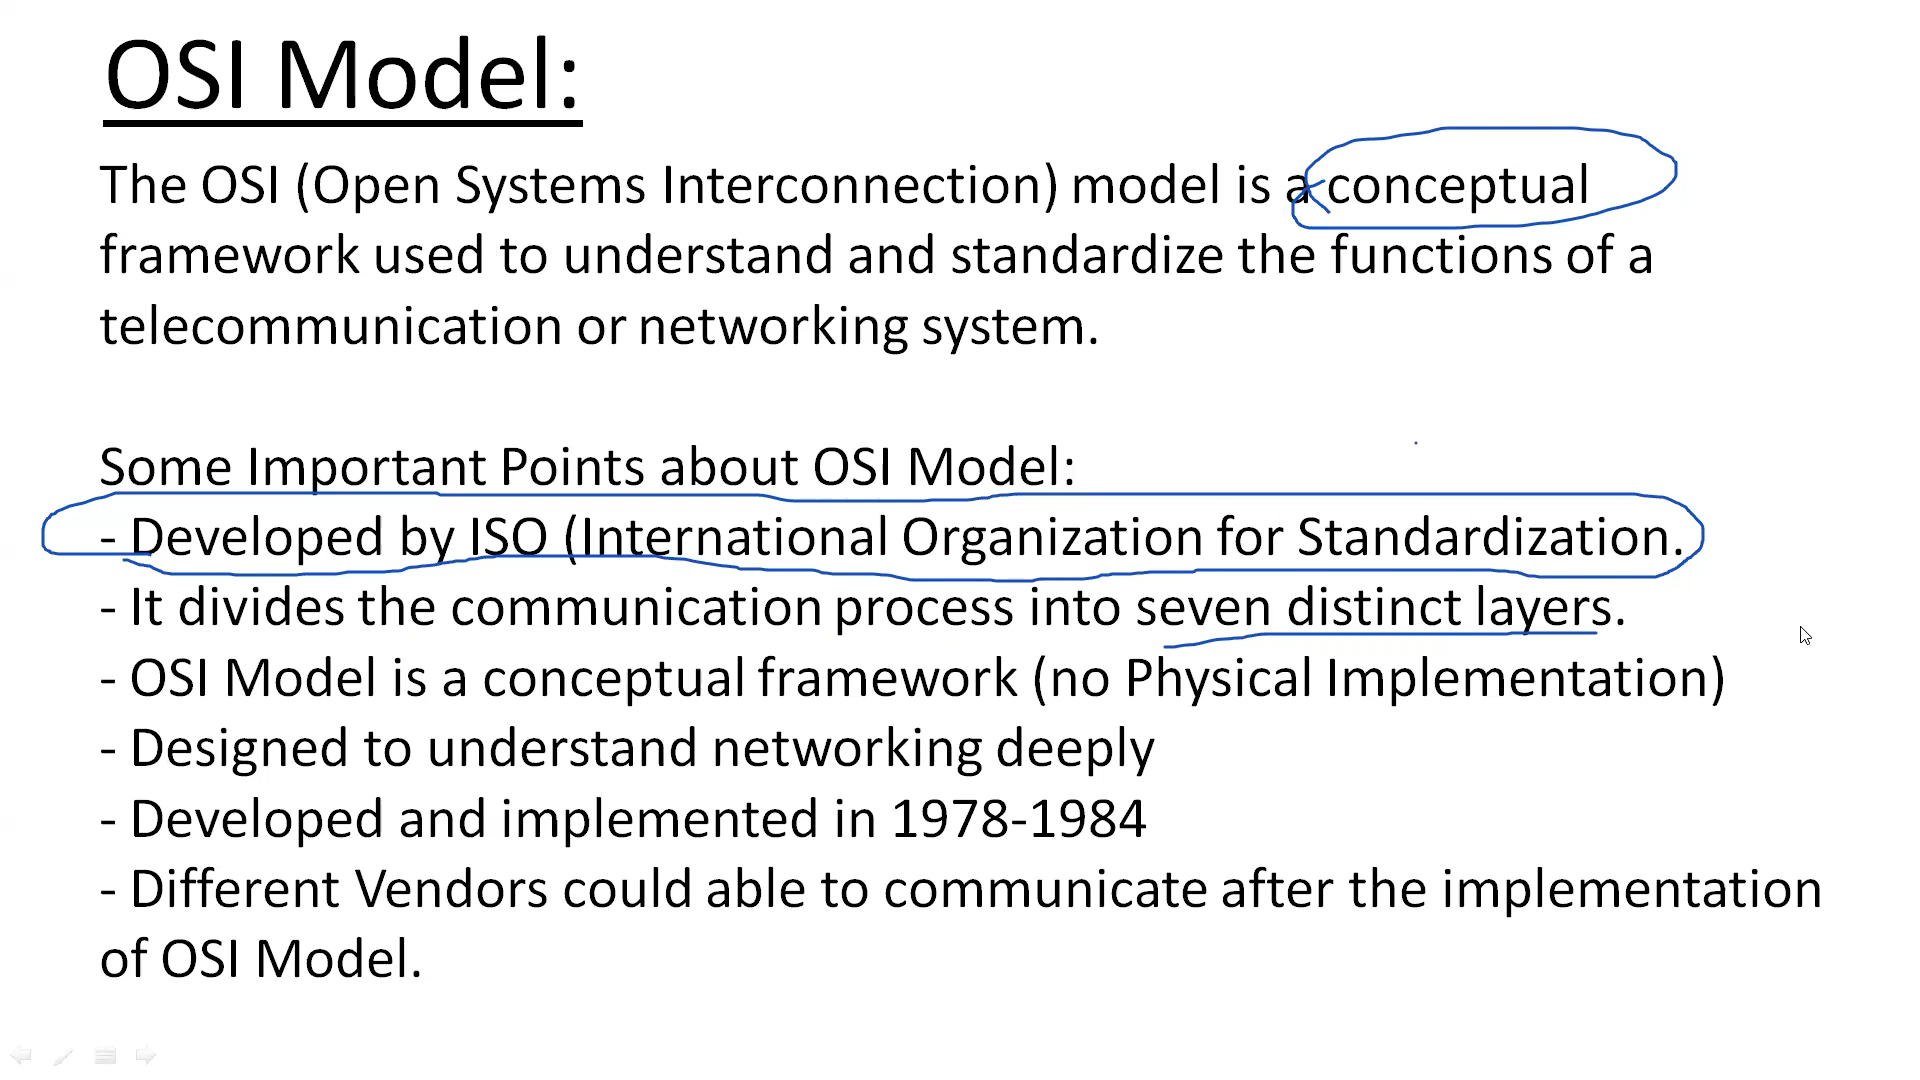 OSI Model:
The OSI (Open Systems Interconnection) model is a conceptual
framework used to understand and standardize the functions of a
telecommunication or networking system.
Some Important Points about OSI Model:
- Developed by ISO (International Organization for Standardization.
- It divides the communication process into seven distinct layers.
- OSI Model is a conceptual framework (no Physical Implementation)
- Designed to understand networking deeply
- Developed and implemented in 1978-1984
- Different Vendors could able to communicate after the implementation
of OSI Model.